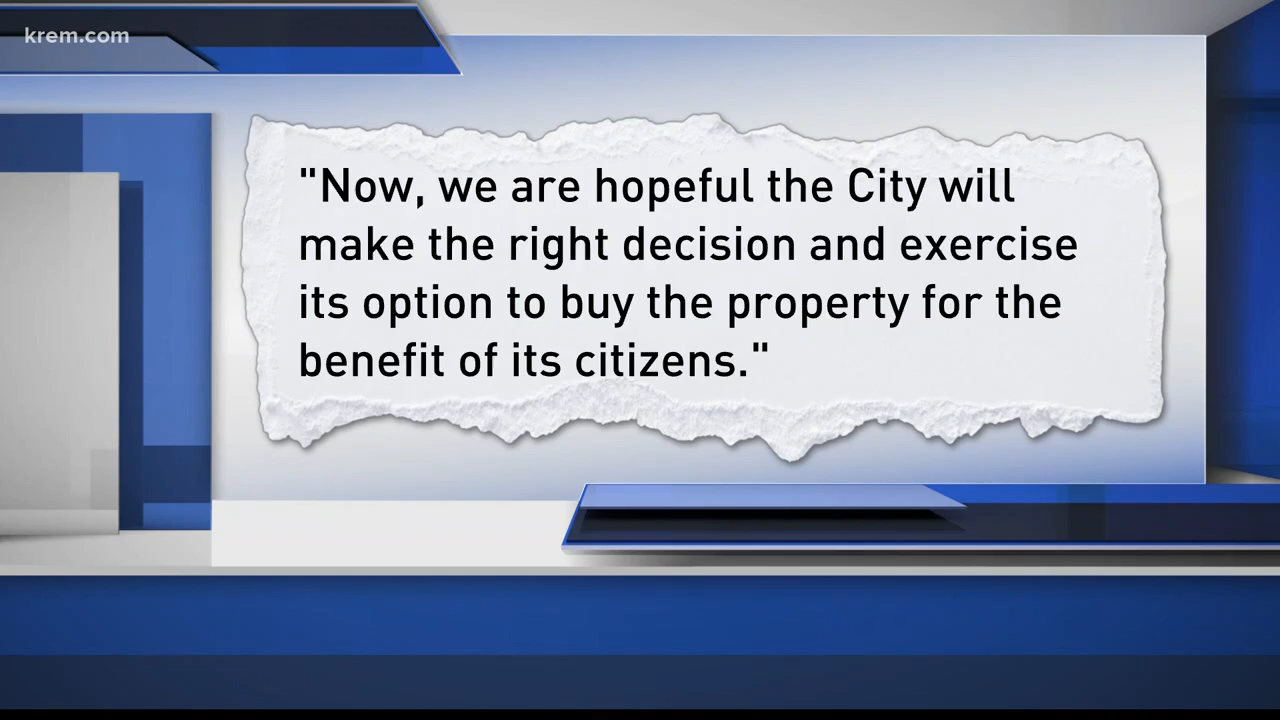 krem.com
"Now, we are hopeful the City will
make the right decision and exercise
its option to buy the property for the
benefit of its citizens."